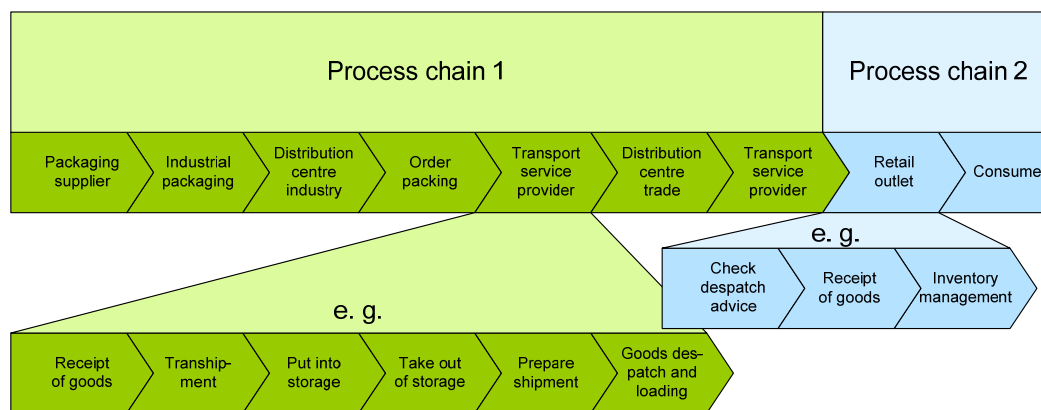 Process chain 1
Process chain 2
Packaging
supplier
Industrial
packaging
Distribution
centre
industry
Order
packing
Transport
service
provider
Distribution
centre
trade
Transport
service
provider
Retail
outlet
Consume
e. g.
Check
despatch
advice
Receipt
of goods
Inventory
management
e. g.
Receipt
of goods
Tranship-
ment
Put into
storage
Take out
of storage
Prepare
shipment
Goods des-
patch and
loading